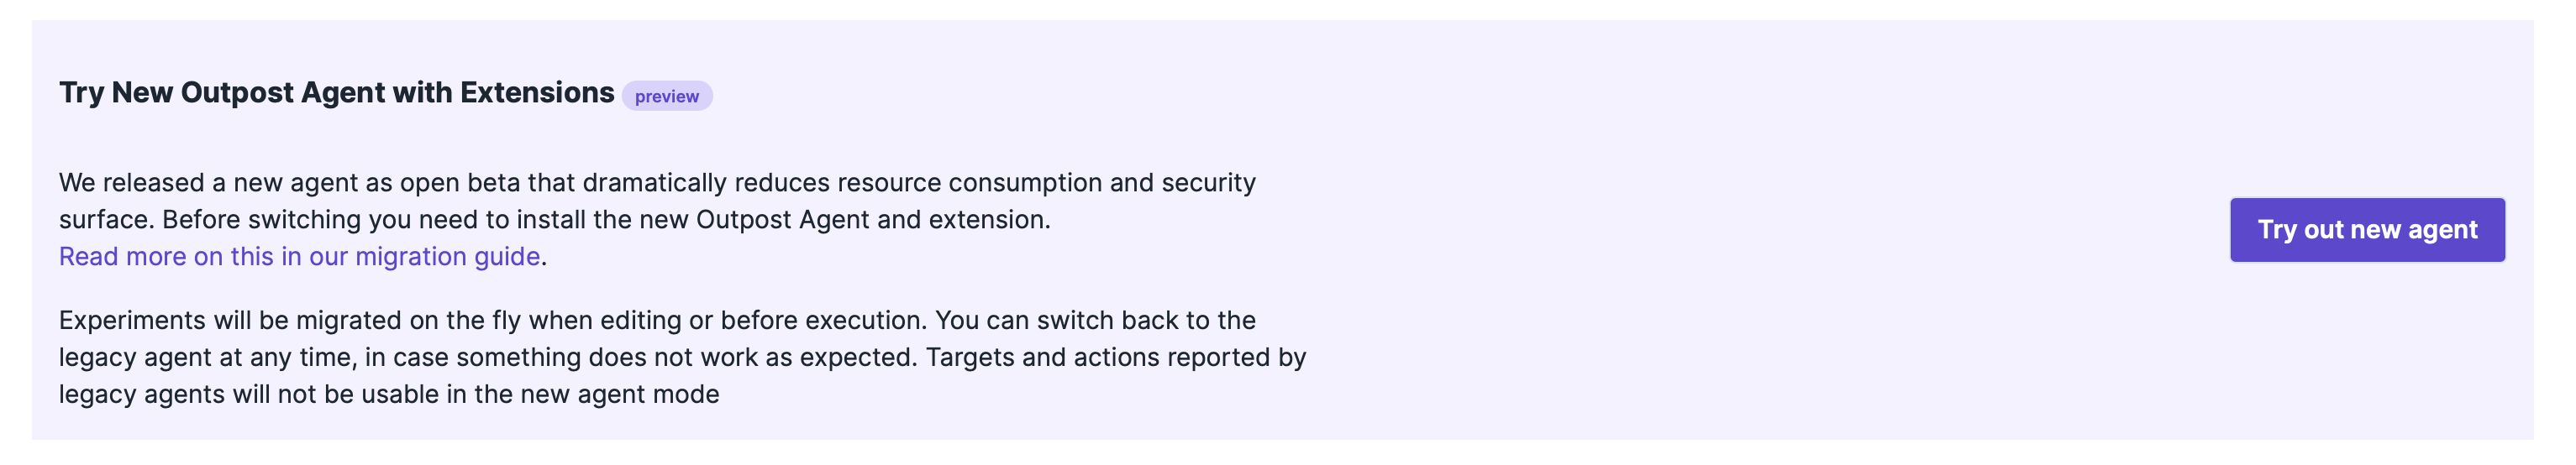 Try New Outpost Agent with Extensions preview
We released a new agent as open beta that dramatically reduces resource consumption and security
surface. Before switching you need to install the new Outpost Agent and extension.
Read more on this in our migration guide.
Try out new agent
Experiments will be migrated on the fly when editing or before execution. You can switch back to the
legacy agent at any time, in case something does not work as expected. Targets and actions reported by
legacy agents will not be usable in the new agent mode